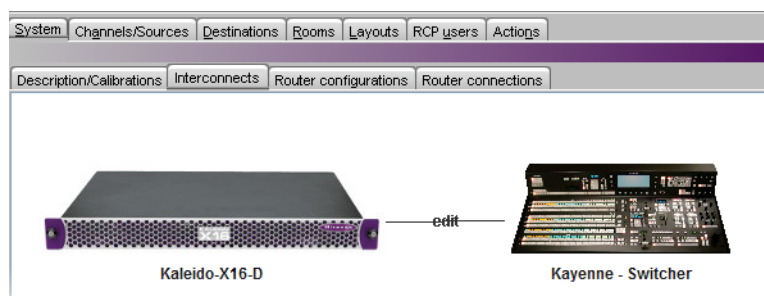 System Channels/Sources Destinations Rooms Layouts RCP users Actions
Description/Calibrations Interconnects Router configurations Router connections
X16 Miranda
edit
Kaleido-X16-D Kayenne - Switcher